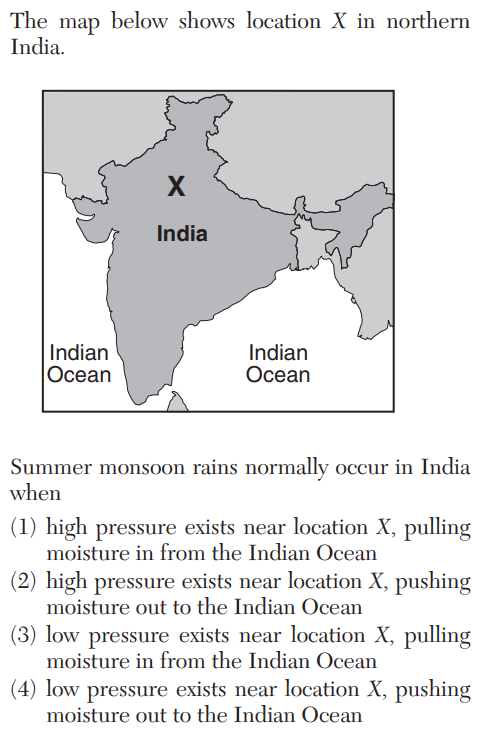 The map below shows location X in northern
India.
X
India
Indian
Ocean
Indian
Ocean
Summer monsoon rains normally occur in India
when
(1) high pressure exists near location X, pulling
moisture in from the Indian Ocean
(2) high pressure exists near location X, pushing
moisture out to the Indian Ocean
(3) low pressure exists near location X, pulling
moisture in from the Indian Ocean
(4) low pressure exists near location X, pushing
moisture out to the Indian Ocean